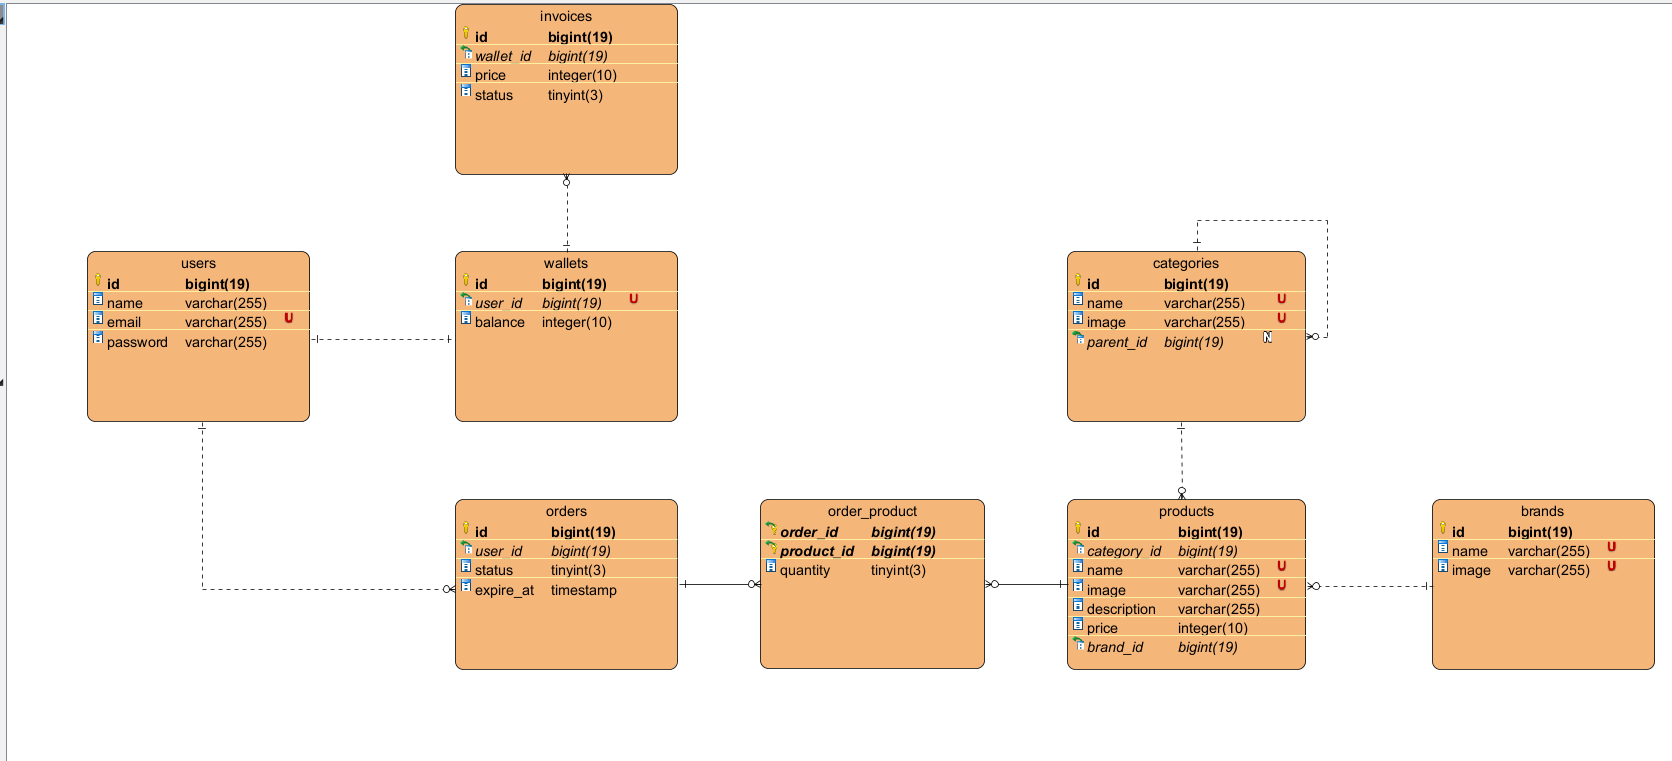 invoices
id bigint(19)
wallet_id bigint(19)
price integer(10)
status tinyint(3)
users
id bigint(19)
name varchar(255)
email varchar(255) U
password varchar(255)
wallets
id bigint(19)
user_id bigint(19) U
balance integer(10)
categories
id bigint(19)
name varchar(255) U
image varchar(255) U
parent_id bigint(19) N
orders
id bigint(19)
user_id bigint(19)
status tinyint(3)
expire_at timestamp
order_product
order_id bigint(19)
product_id bigint(19)
quantity tinyint(3)
products
id bigint(19)
category_id bigint(19)
name varchar(255) U
image varchar(255) U
description varchar(255)
price integer(10)
brand_id bigint(19)
brands
id bigint(19)
name varchar(255) U
image varchar(255) U